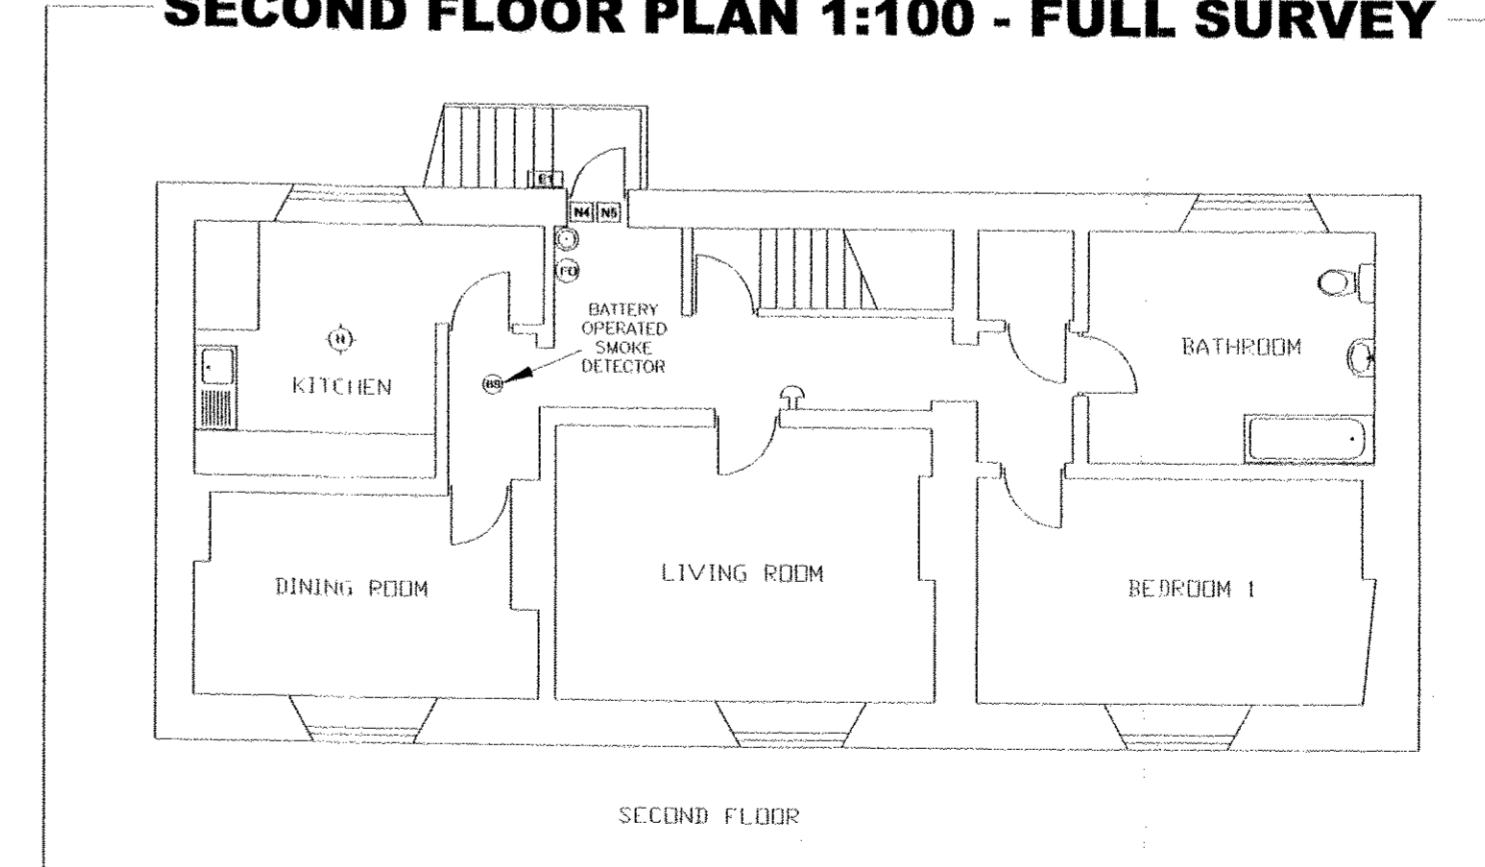 SECOND FLOOR PLAN 1:100 - FULL SURVEY
E1
N4 N5
FD
BATTERY
OPERATED
SMOKE
DETECTOR
H
BS
KITCHEN
BATHROOM
DINING ROOM
LIVING ROOM
BEDROOM 1
SECOND FLOOR